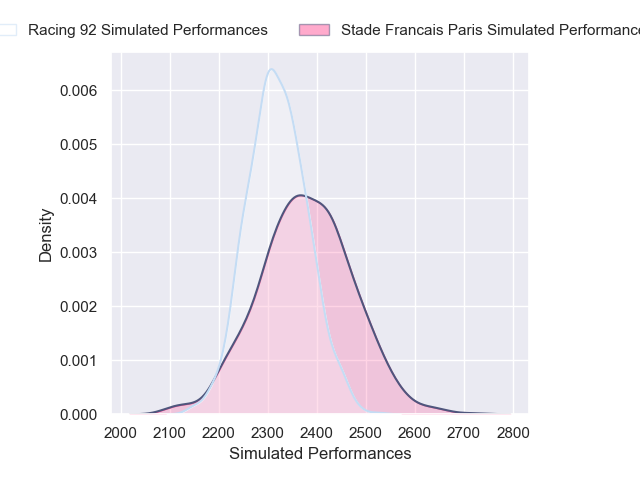 Racing 92 Simulated Performances
Stade Francais Paris Simulated Performance
0.006
0.005
0.004
0.003
0.002
0.001
0.000
Density
2000 2100 2200 2300 2400 2500 2600 2700 2800
Simulated Performances